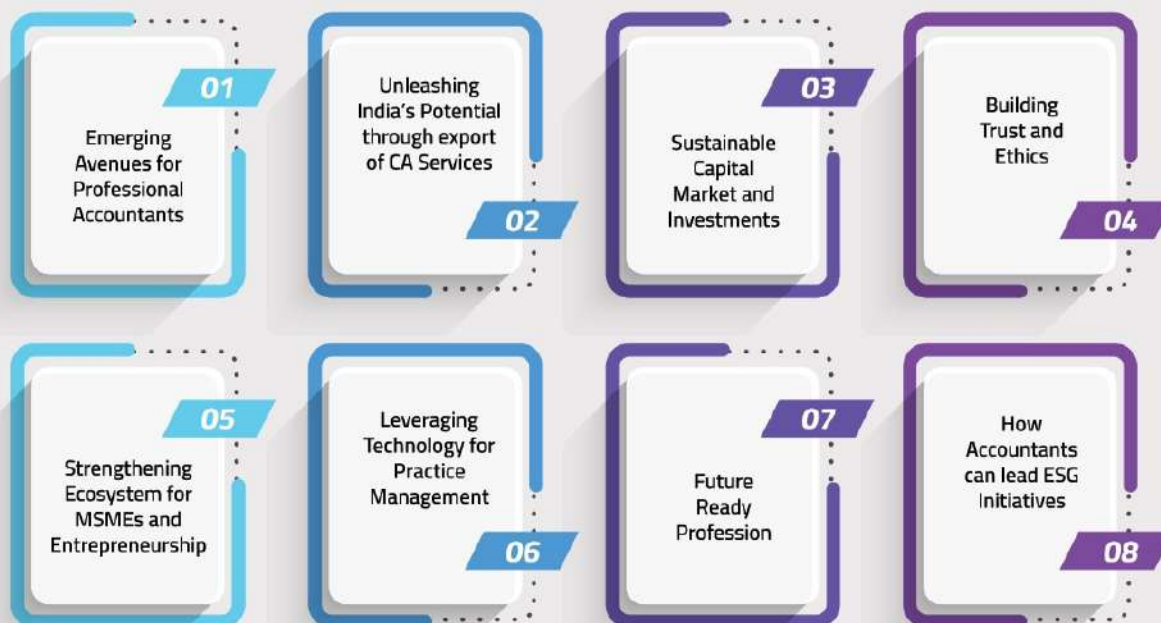 01
Emerging
Avenues for
Professional
Accountants
Unleashing
India's Potential
through export
of CA Services
02
03
Sustainable
Capital
Market and
Investments
Building
Trust and
Ethics
04
05
Strengthening
Ecosystem for
MSMEs and
Entrepreneurship
Leveraging
Technology for
Practice
Management
06
07
Future
Ready
Profession
How
Accountants
can lead ESG
Initiatives
08